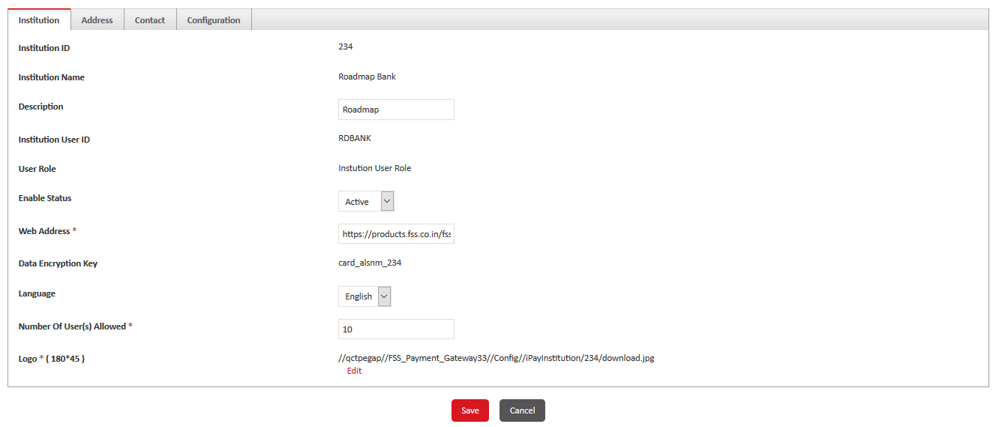 Institution Address Contact Configuration
Institution ID 234
Institution Name Roadmap Bank
Description Roadmap
Institution User ID RDBANK
User Role Instution User Role
Enable Status Active
Web Address * https://products.fss.co.in/fss
Data Encryption Key card_alsnm_234
Language English
Number Of User(s) Allowed * 10
Logo * ( 180*45 ) //qctpegap//FSS_Payment_Gateway33//Config//iPayInstitution/234/download.jpg
Edit
Save Cancel